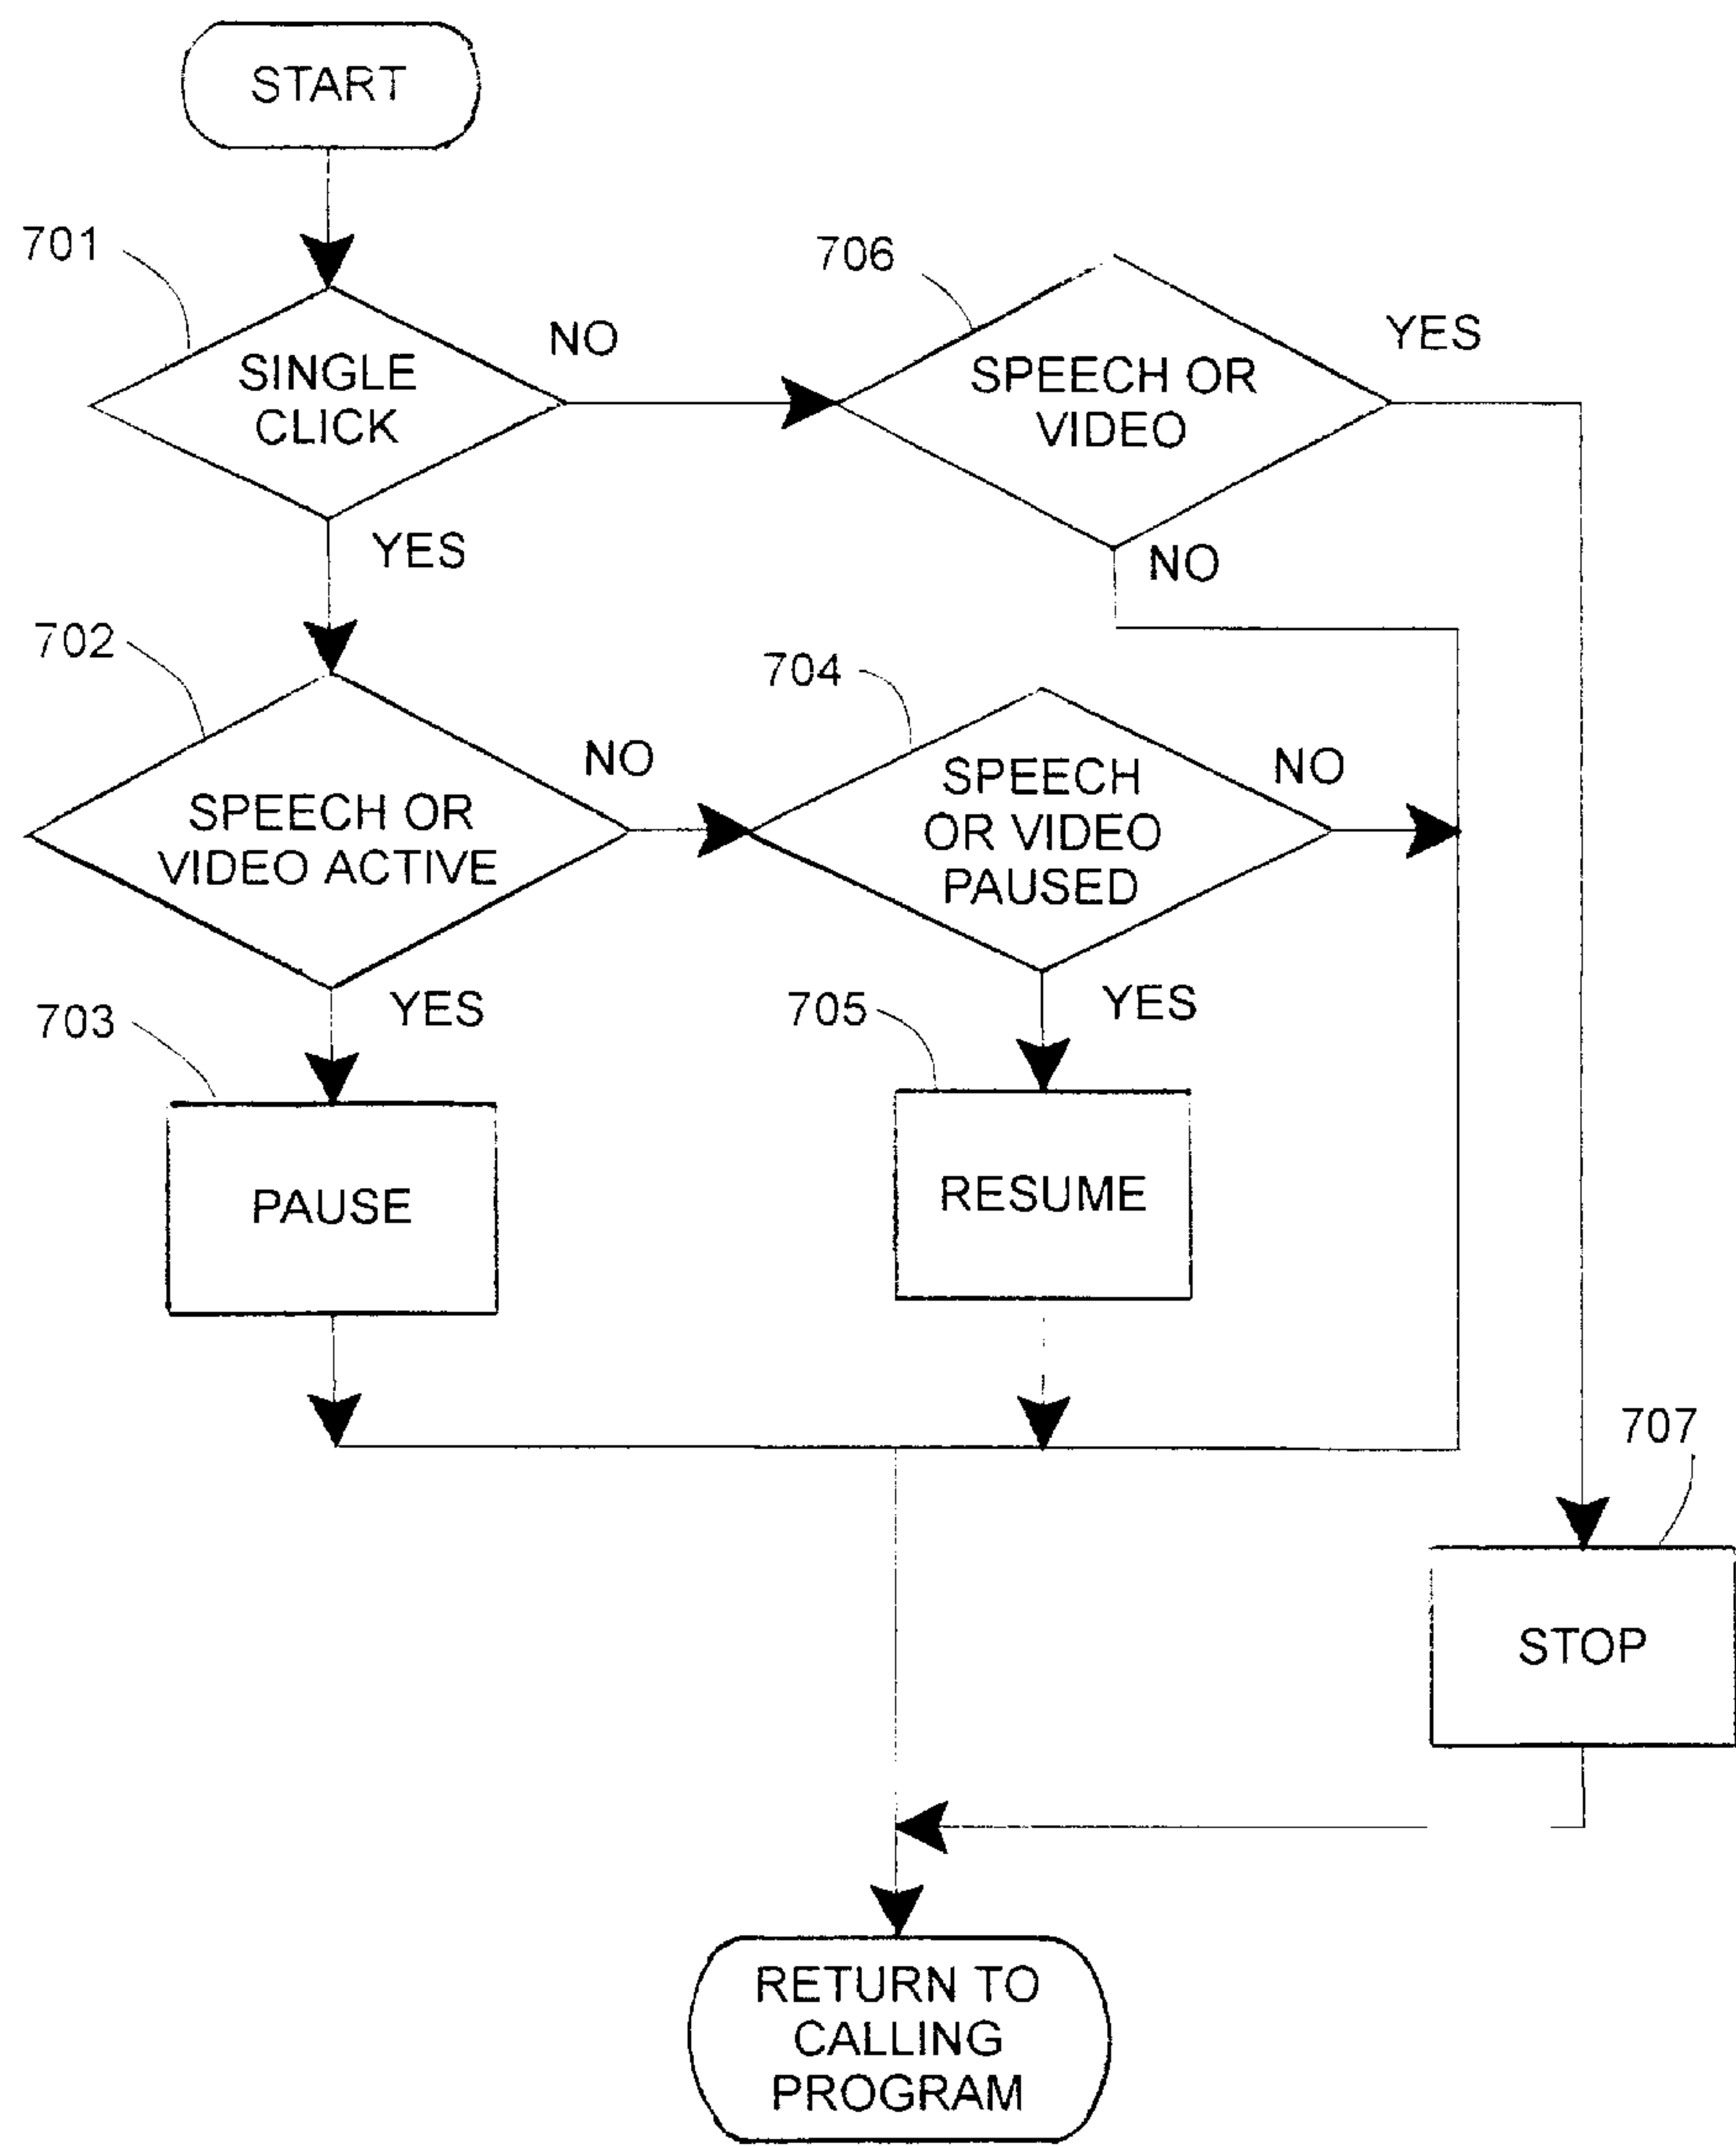 START
701
SINGLE
CLICK
NO
706
SPEECH OR
VIDEO
YES
YES
NO
702
SPEECH OR
VIDEO ACTIVE
NO
704
SPEECH
OR VIDEO
PAUSED
NO
YES
703
PAUSE
YES
705
RESUME
707
STOP
RETURN TO
CALLING
PROGRAM